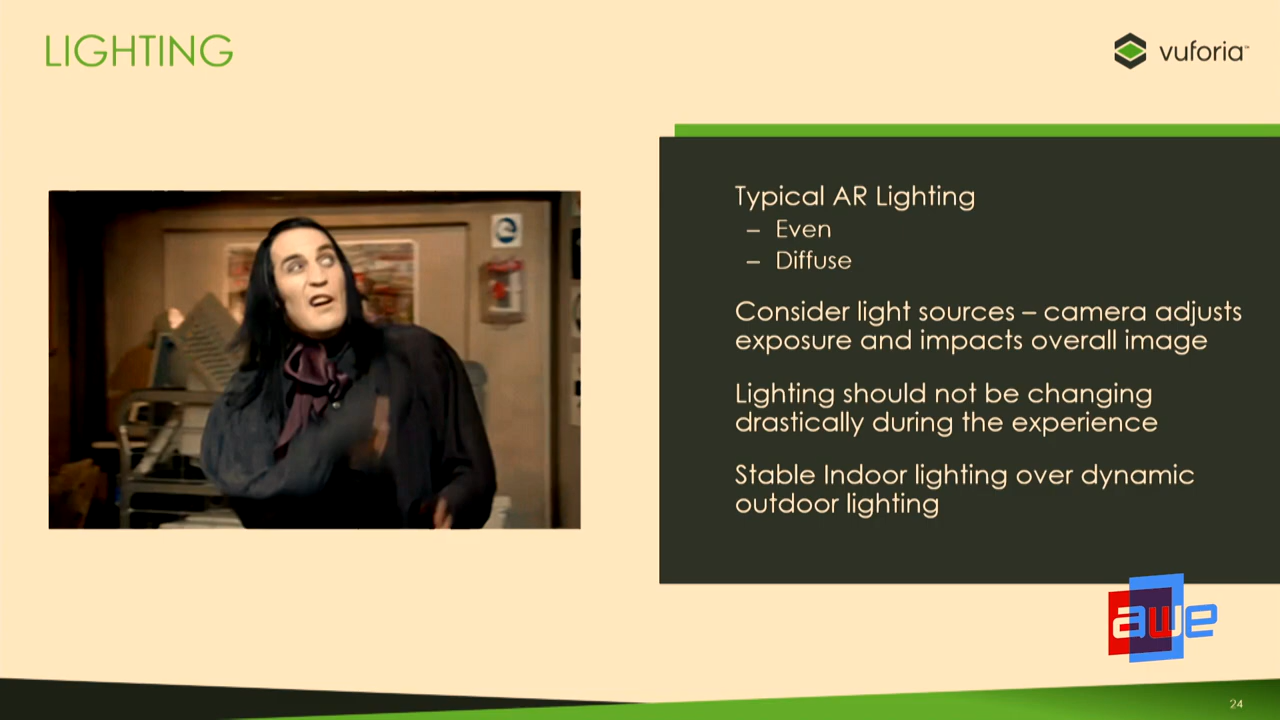 LIGHTING
vuforia™
Typical AR Lighting
– Even
– Diffuse
Consider light sources – camera adjusts
exposure and impacts overall image
Lighting should not be changing
drastically during the experience
Stable Indoor lighting over dynamic
outdoor lighting
awe
24